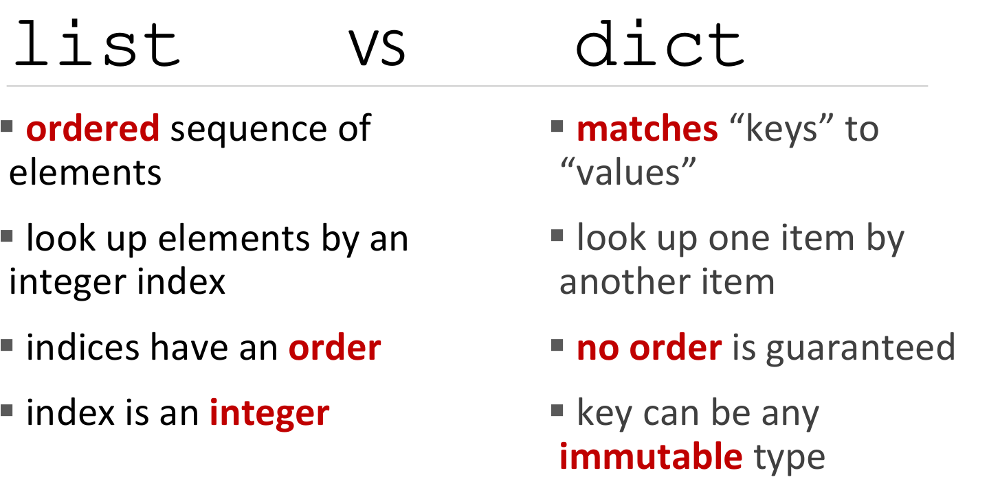 list vs dict
▪ ordered sequence of
elements
▪ look up elements by an
integer index
▪ indices have an order
▪ index is an integer
▪ matches “keys” to
“values”
▪ look up one item by
another item
▪ no order is guaranteed
▪ key can be any
immutable type